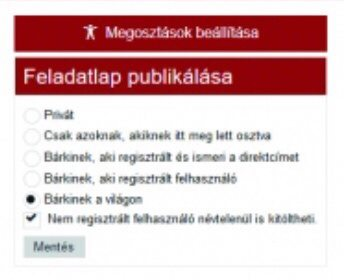 Megosztások beállítása
Feladatlap publikálása
Privát
Csak azoknak, akiknek itt meg lett osztva
Bárkinek, aki regisztrált és ismeri a direktcímet
Bárkinek, aki regisztrált felhasználó
Bárkinek a világon
Nem regisztrált felhasználó névtelenül is kitöltheti.
Mentés